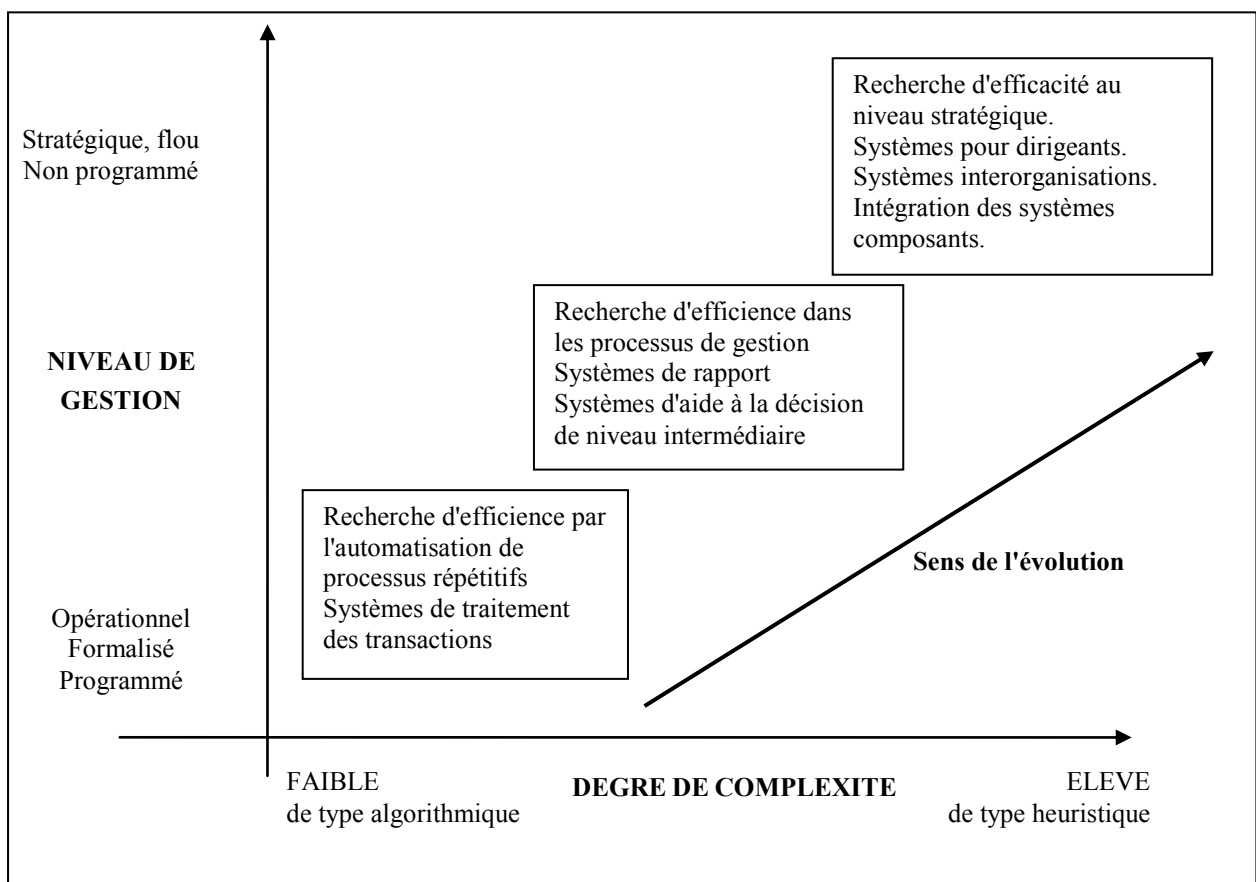 Recherche d'efficacité au
niveau stratégique.
Systèmes pour dirigeants.
Systèmes interorganisations.
Intégration des systèmes
composants.
Stratégique, flou
Non programmé
Recherche d'efficience dans
les processus de gestion
Systèmes de rapport
Systèmes d'aide à la décision
de niveau intermédiaire
NIVEAU DE
GESTION
Recherche d'efficience par
l'automatisation de
processus répétitifs
Systèmes de traitement
des transactions
Sens de l'évolution
Opérationnel
Formalisé
Programmé
FAIBLE
de type algorithmique
DEGRE DE COMPLEXITE
ELEVE
de type heuristique